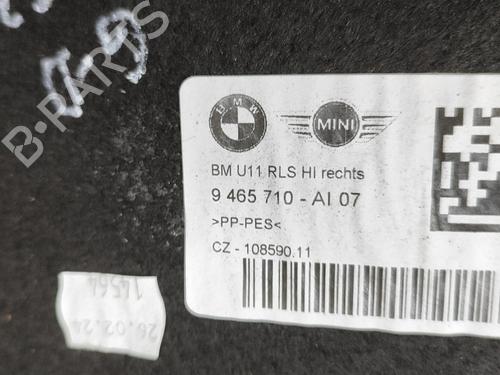 B-PARTS
BMW
MINI
BM U11 RLS HI rechts
9 465 710 - AI 07
>PP-PES<
CZ - 108590.11
14564
26.02.24